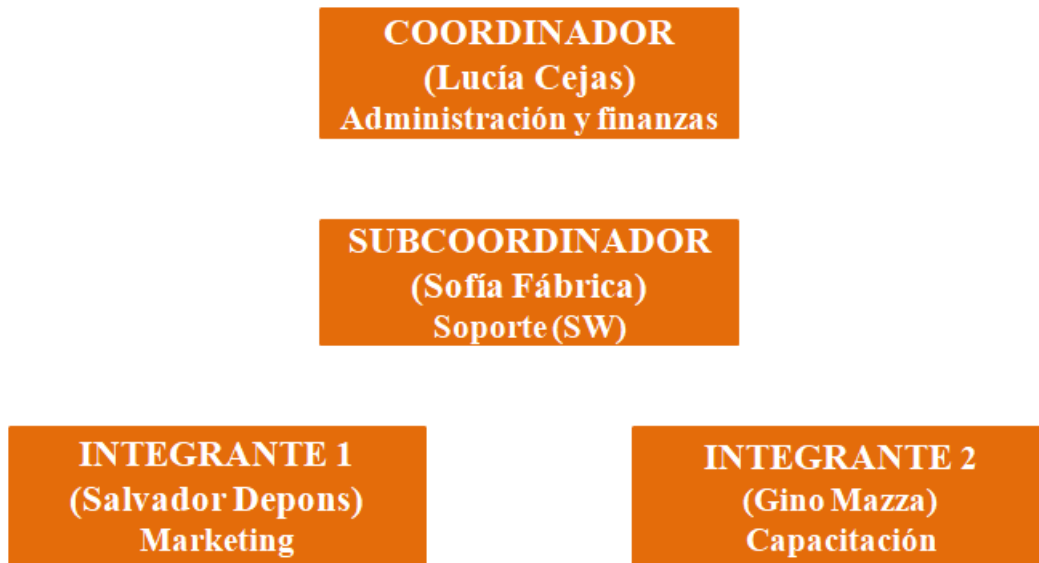 COORDINADOR
(Lucía Cejas)
Administración y finanzas
SUBCOORDINADOR
(Sofía Fábrica)
Soporte (SW)
INTEGRANTE 1
(Salvador Depons)
Marketing
INTEGRANTE 2
(Gino Mazza)
Capacitación